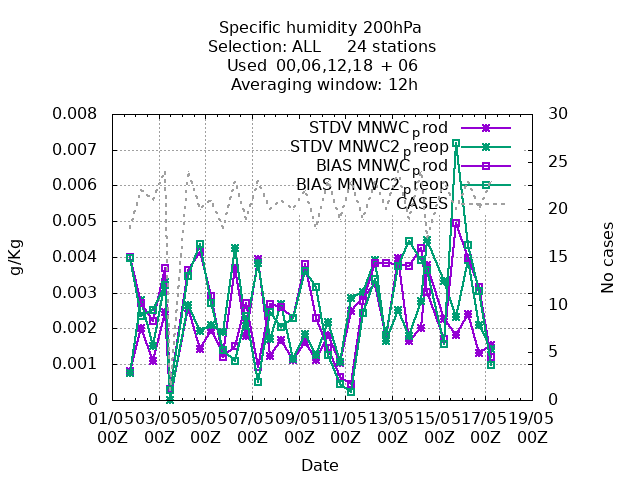 Specific humidity 200hPa
Selection: ALL 24 stations
Used 00,06,12,18 + 06
Averaging window: 12h
0.008
0.007
0.006
0.005
0.004
0.003
0.002
0.001
0
g/Kg
STDV MNWCprod
STDV MNWC2preop
BIAS MNWCprod
BIAS MNWC2preop
CASES
30
25
20
15
10
5
0
No cases
01/05 03/05 05/05 07/05 09/05 11/05 13/05 15/05 17/05 19/05
00Z 00Z 00Z 00Z 00Z 00Z 00Z 00Z 00Z 00Z
Date